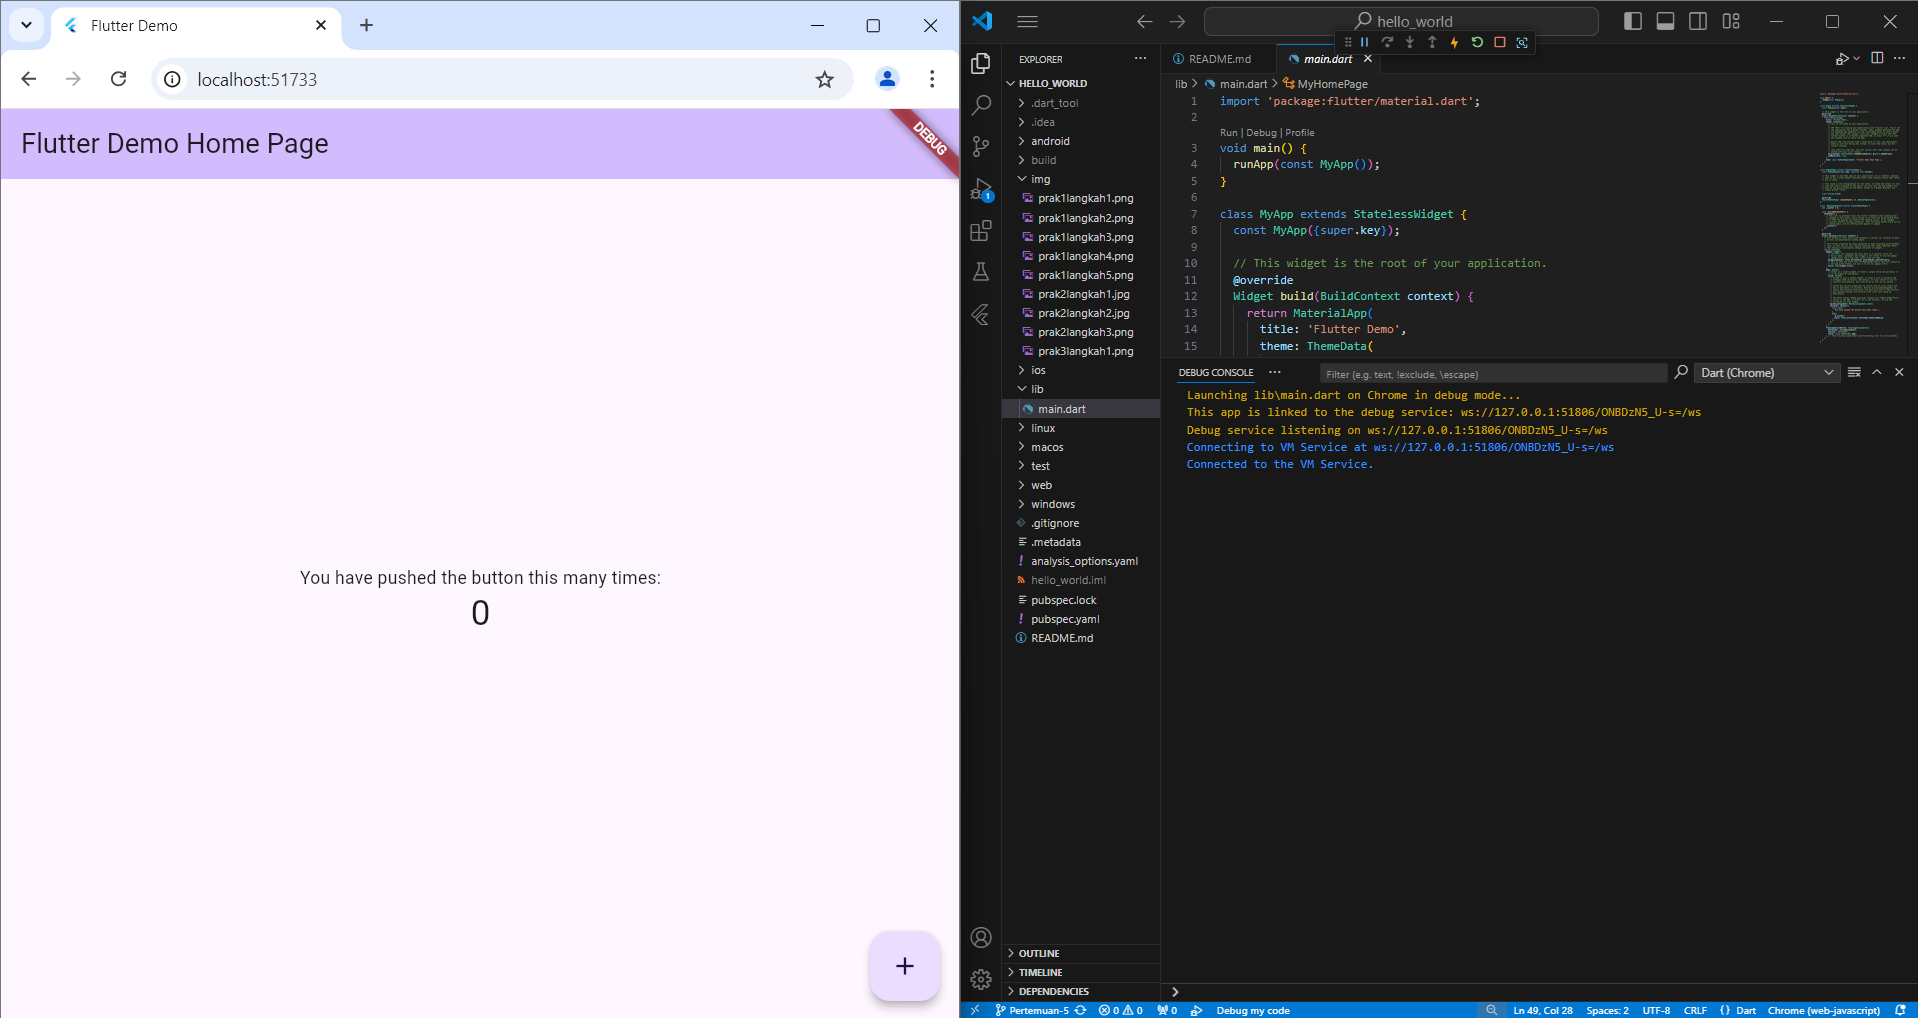 Flutter Demo
localhost:51733
Flutter Demo Home Page
DEBUG
You have pushed the button this many times:
0
+
hello_world
EXPLORER
HELLO_WORLD
.dart_tool
.idea
android
build
img
prak1langkah1.png
prak1langkah2.png
prak1langkah3.png
prak1langkah4.png
prak1langkah5.png
prak2langkah1.jpg
prak2langkah2.jpg
prak2langkah3.png
prak3langkah1.png
ios
lib
main.dart
linux
macos
test
web
windows
.gitignore
.metadata
analysis_options.yaml
hello_world.iml
pubspec.lock
pubspec.yaml
README.md
OUTLINE
TIMELINE
DEPENDENCIES
1
README.md
main.dart
lib > main.dart > MyHomePage
1 import 'package:flutter/material.dart';
2
Run | Debug | Profile
3 void main() {
4 runApp(const MyApp());
5 }
6
7 class MyApp extends StatelessWidget {
8 const MyApp({super.key});
9
10 // This widget is the root of your application.
11 @override
12 Widget build(BuildContext context) {
13 return MaterialApp(
14 title: 'Flutter Demo',
15 theme: ThemeData(
DEBUG CONSOLE
Filter (e.g. text, !exclude, \escape)
Dart (Chrome)
Launching lib\main.dart on Chrome in debug mode...
This app is linked to the debug service: ws://127.0.0.1:51806/ONBDzN5_U-s=/ws
Debug service listening on ws://127.0.0.1:51806/ONBDzN5_U-s=/ws
Connecting to VM Service at ws://127.0.0.1:51806/ONBDzN5_U-s=/ws
Connected to the VM Service.
Pertemuan-5
0 0
0
Debug my code
Ln 49, Col 28
Spaces: 2
UTF-8
CRLF
{ } Dart
Chrome (web-javascript)